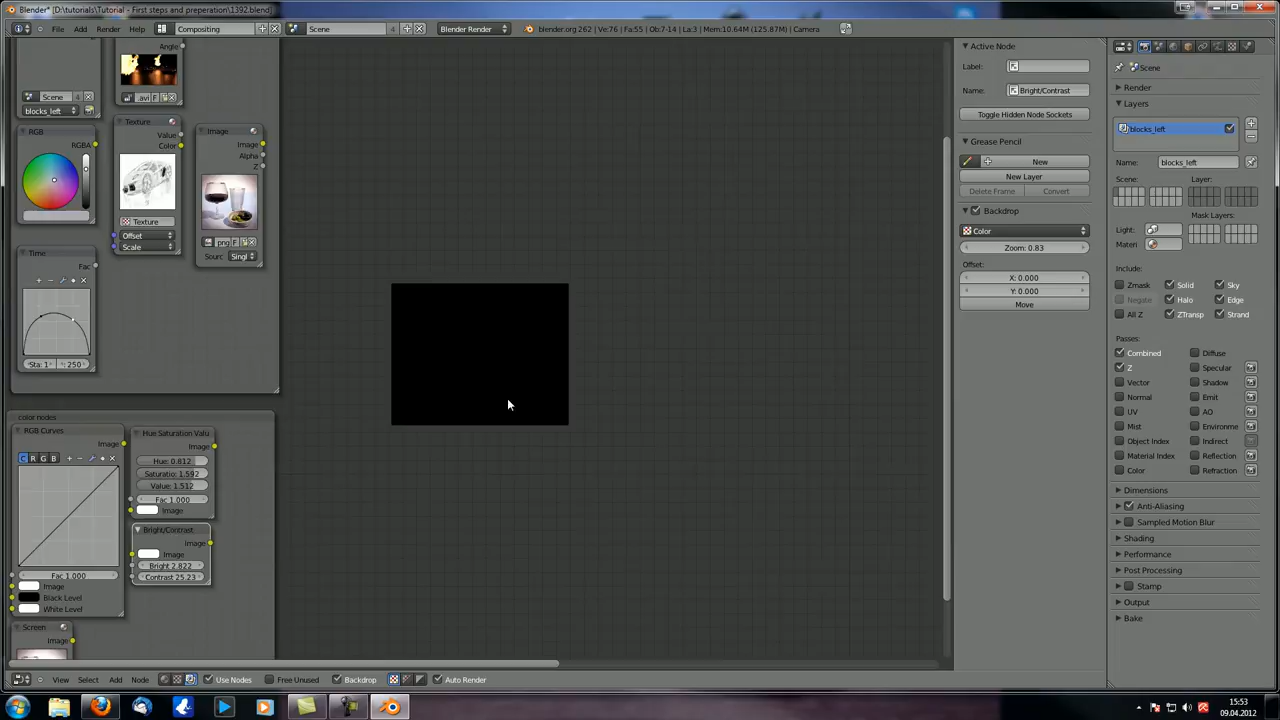 Blender* [D:\tutorials\Tutorial - First steps and preperation\1392.blend]
File Add Render Help Compositing Scene 4 Blender Render blender.org 262 | Ve:76 | Fa:55 | Ob:7-14 | La:3 | Mem:10.64M (125.87M) | Camera
Scene 4
blocks_left
Angle
.avi F
RGB
RGBA
Texture
Value
Color
Texture
Offset
Scale
Image
Image
Alpha
Z
png F
Sourc Singl
Time
Fac
Sta: 1 : 250
color nodes
RGB Curves
Image
C R G B
Fac 1.000
Image
Black Level
White Level
Hue Saturation Valu
Image
Hue: 0.812
Saturatio: 1.592
Value: 1.512
Fac 1.000
Image
Bright/Contrast
Image
Image
Bright 2.822
Contrast 25.23
Screen
Image
View Select Add Node Use Nodes Free Unused Backdrop Auto Render
Active Node
Label:
Name: Bright/Contrast
Toggle Hidden Node Sockets
Grease Pencil
New
New Layer
Delete Frame Convert
Backdrop
Color
Zoom: 0.83
Offset:
X: 0.000
Y: 0.000
Move
Scene
Render
Layers
blocks_left
Name: blocks_left
Scene: Layer:
Mask Layers:
Light:
Materi
Include:
Zmask Solid Sky
Negate Halo Edge
All Z ZTransp Strand
Passes:
Combined Diffuse
Z Specular
Vector Shadow
Normal Emit
UV AO
Mist Environme
Object Index Indirect
Material Index Reflection
Color Refraction
Dimensions
Anti-Aliasing
Sampled Motion Blur
Shading
Performance
Post Processing
Stamp
Output
Bake
15:53
09.04.2012